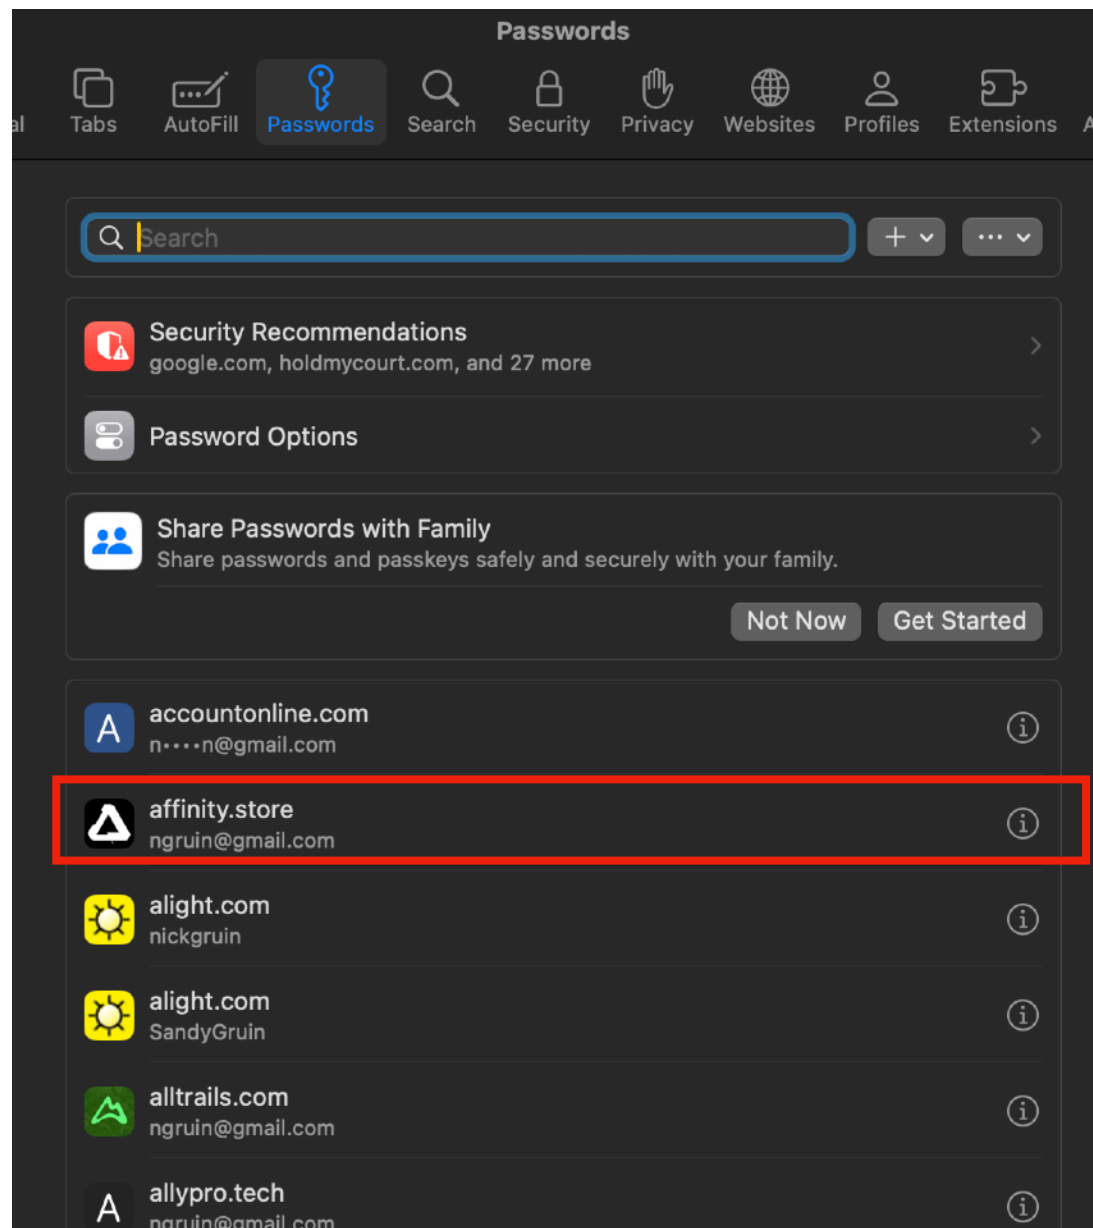 Passwords
al
Tabs
AutoFill
Passwords
Search
Security
Privacy
Websites
Profiles
Extensions
A
Search
Security Recommendations
google.com, holdmycourt.com, and 27 more
Password Options
Share Passwords with Family
Share passwords and passkeys safely and securely with your family.
Not Now
Get Started
A
accountonline.com
n••••n@gmail.com
affinity.store
ngruin@gmail.com
alight.com
nickgruin
alight.com
SandyGruin
alltrails.com
ngruin@gmail.com
A
allypro.tech
ngruin@gmail.com